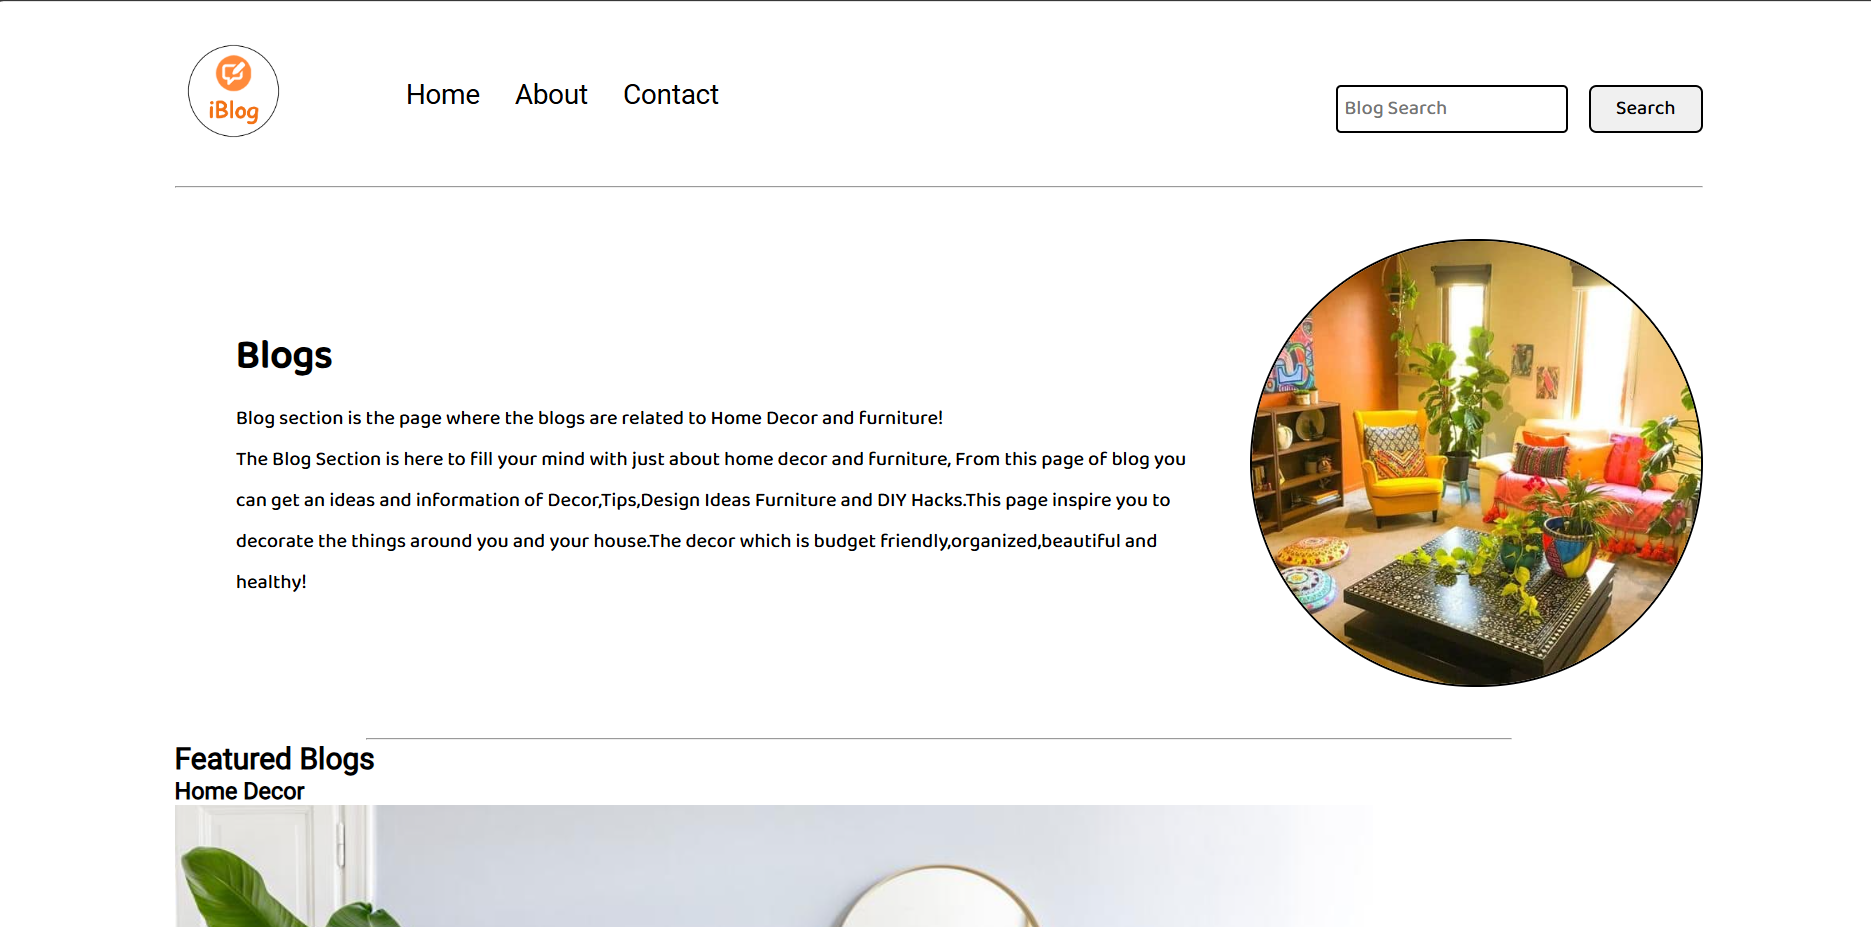 iBlog
Home About Contact
Blog Search
Search
Blogs
Blog section is the page where the blogs are related to Home Decor and furniture!
The Blog Section is here to fill your mind with just about home decor and furniture, From this page of blog you
can get an ideas and information of Decor,Tips,Design Ideas Furniture and DIY Hacks.This page inspire you to
decorate the things around you and your house.The decor which is budget friendly,organized,beautiful and
healthy!
Featured Blogs
Home Decor